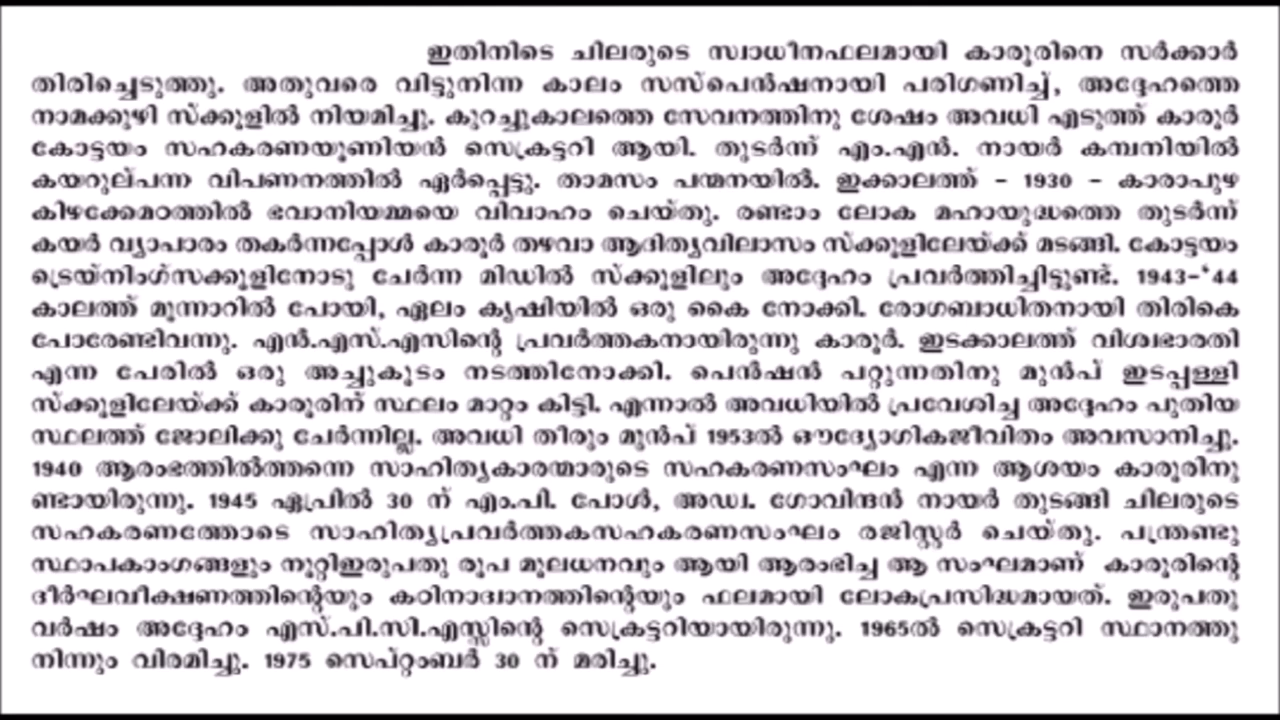 ഇതിനിടെ ചിലരുടെ സ്വാധീനഫലമായി കാരൂരിനെ സർക്കാർ
തിരിച്ചെടുത്തു. അതുവരെ വിട്ടുനിന്ന കാലം സസ്പെൻഷനായി പരിഗണിച്ച്, അദ്ദേഹത്തെ
നാമക്കുഴി സ്ക്കൂളിൽ നിയമിച്ചു. കുറച്ചുകാലത്തെ സേവനത്തിനു ശേഷം അവധി എടുത്ത് കാരൂർ
കോട്ടയം സഹകരണയൂണിയൻ സെക്രട്ടറി ആയി. തുടർന്ന് എം.എൻ. നായർ കമ്പനിയിൽ
കയറുല്പന്ന വിപണനത്തിൽ ഏർപ്പെട്ടു. താമസം പന്മനയിൽ. ഇക്കാലത്ത് – 1930 – കാരാപുഴ
കിഴക്കേമഠത്തിൽ ഭവാനിയമ്മയെ വിവാഹം ചെയ്തു. രണ്ടാം ലോക മഹായുദ്ധത്തെ തുടർന്ന്
കയർ വ്യാപാരം തകർന്നപ്പോൾ കാരൂർ തഴവാ ആദിത്യവിലാസം സ്ക്കൂളിലേയ്ക്ക് മടങ്ങി. കോട്ടയം
ട്രെയ്നിംഗ്സക്കൂളിനോടു ചേർന്ന മിഡിൽ സ്ക്കൂളിലും അദ്ദേഹം പ്രവർത്തിച്ചിട്ടുണ്ട്. 1943-‘44
കാലത്ത് മൂന്നാറിൽ പോയി, ഏലം കൃഷിയിൽ ഒരു കൈ നോക്കി. രോഗബാധിതനായി തിരികെ
പോരേണ്ടിവന്നു. എൻ.എസ്.എസിന്റെ പ്രവർത്തകനായിരുന്നു കാരൂർ. ഇടക്കാലത്ത് വിശ്വഭാരതി
എന്ന പേരിൽ ഒരു അച്ചുകൂടം നടത്തിനോക്കി. പെൻഷൻ പറ്റുന്നതിനു മുൻപ് ഇടപ്പള്ളി
സ്ക്കൂളിലേയ്ക്ക് കാരൂരിന് സ്ഥലം മാറ്റം കിട്ടി. എന്നാൽ അവധിയിൽ പ്രവേശിച്ച അദ്ദേഹം പുതിയ
സ്ഥലത്ത് ജോലിക്കു ചേർന്നില്ല. അവധി തീരും മുൻപ് 1953ൽ ഔദ്യോഗികജീവിതം അവസാനിച്ചു.
1940 ആരംഭത്തിൽത്തന്നെ സാഹിത്യകാരന്മാരുടെ സഹകരണസംഘം എന്ന ആശയം കാരൂരിനു
ണ്ടായിരുന്നു. 1945 ഏപ്രിൽ 30 ന് എം.പി. പോൾ, അഡ്വ. ഗോവിന്ദൻ നായർ തുടങ്ങി ചിലരുടെ
സഹകരണത്തോടെ സാഹിത്യപ്രവർത്തകസഹകരണസംഘം രജിസ്റ്റർ ചെയ്തു. പന്ത്രണ്ടു
സ്ഥാപകാംഗങ്ങളും നൂറ്റിഇരുപതു രൂപ മൂലധനവും ആയി ആരംഭിച്ച ആ സംഘമാണ് കാരൂരിന്റെ
ദീർഘവീക്ഷണത്തിന്റെയും കഠിനാദ്ധ്വാനത്തിന്റെയും ഫലമായി ലോകപ്രസിദ്ധമായത്. ഇരുപതു
വർഷം അദ്ദേഹം എസ്.പി.സി.എസ്സിന്റെ സെക്രട്ടറിയായിരുന്നു. 1965ൽ സെക്രട്ടറി സ്ഥാനത്തു
നിന്നും വിരമിച്ചു. 1975 സെപ്റ്റംബർ 30 ന് മരിച്ചു.